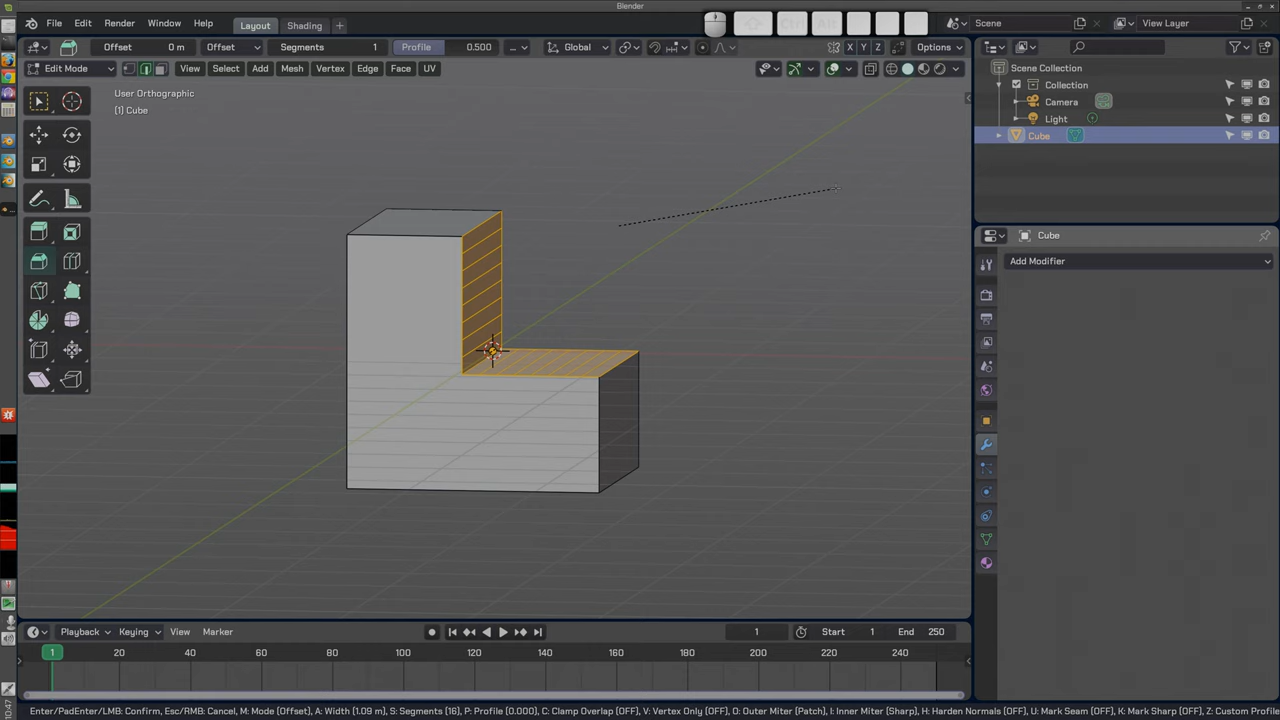 Blender
File Edit Render Window Help Layout Shading + Ctrl Alt Scene View Layer
Offset 0 m Offset Segments 1 Profile 0.500 Global X Y Z Options
Edit Mode View Select Add Mesh Vertex Edge Face UV
User Orthographic
(1) Cube
Scene Collection
Collection
Camera
Light
Cube
Cube
Add Modifier
Playback Keying View Marker 1 Start 1 End 250
1 20 40 60 80 100 120 140 160 180 200 220 240
Enter/PadEnter/LMB: Confirm, Esc/RMB: Cancel, M: Mode (Offset), A: Width (1.09 m), S: Segments (16), P: Profile (0.000), C: Clamp Overlap (OFF), V: Vertex Only (OFF), O: Outer Miter (Patch), I: Inner Miter (Sharp), H: Harden Normals (OFF), U: Mark Seam (OFF), K: Mark Sharp (OFF), Z: Custom Profile
10:47